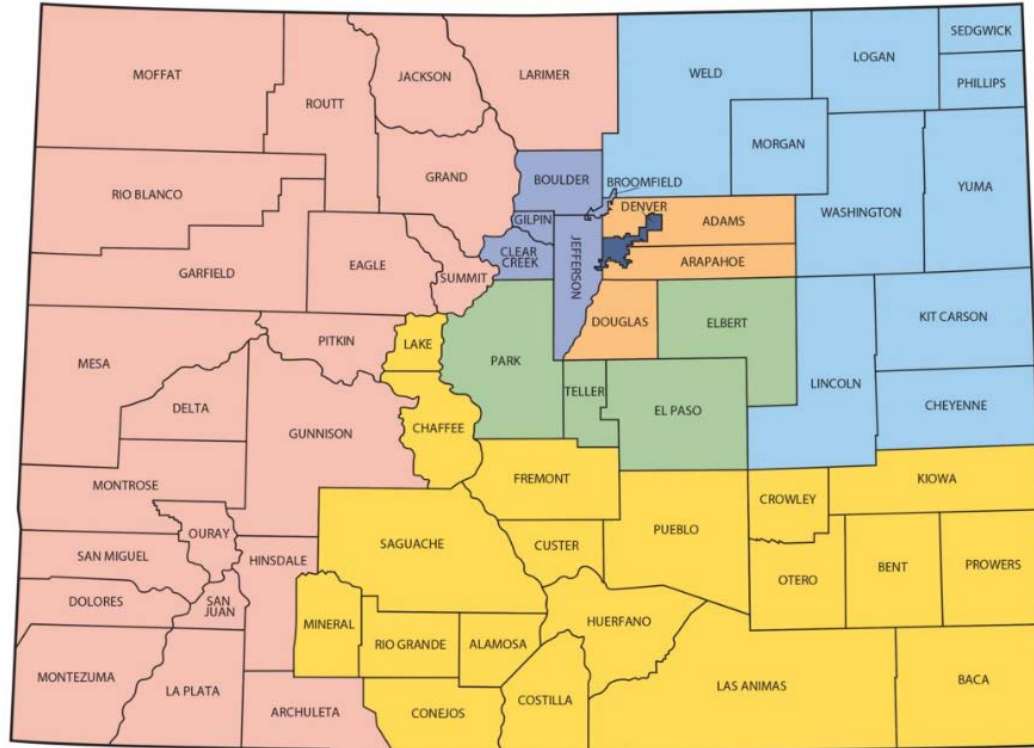 SEDGWICK
LOGAN
WELD
LARIMER
JACKSON
MOFFAT
ROUTT
PHILLIPS
MORGAN
YUMA
GRAND
BOULDER
BROOMFIELD
RIO BLANCO
DENVER
WASHINGTON
GILPIN
ADAMS
CLEAR
CREEK
JEFFERSON
ARAPAHOE
EAGLE
GARFIELD
SUMMIT
KIT CARSON
DOUGLAS
ELBERT
PITKIN
LAKE
MESA
PARK
LINCOLN
TELLER
CHEYENNE
DELTA
EL PASO
CHAFFEE
GUNNISON
FREMONT
KIOWA
MONTROSE
CROWLEY
PUEBLO
OURAY
SAGUACHE
CUSTER
SAN MIGUEL
HINSDALE
OTERO
BENT
PROWERS
DOLORES
SAN
JUAN
MINERAL
HUERFANO
RIO GRANDE
ALAMOSA
MONTEZUMA
LA PLATA
LAS ANIMAS
BACA
COSTILLA
ARCHULETA
CONEJOS